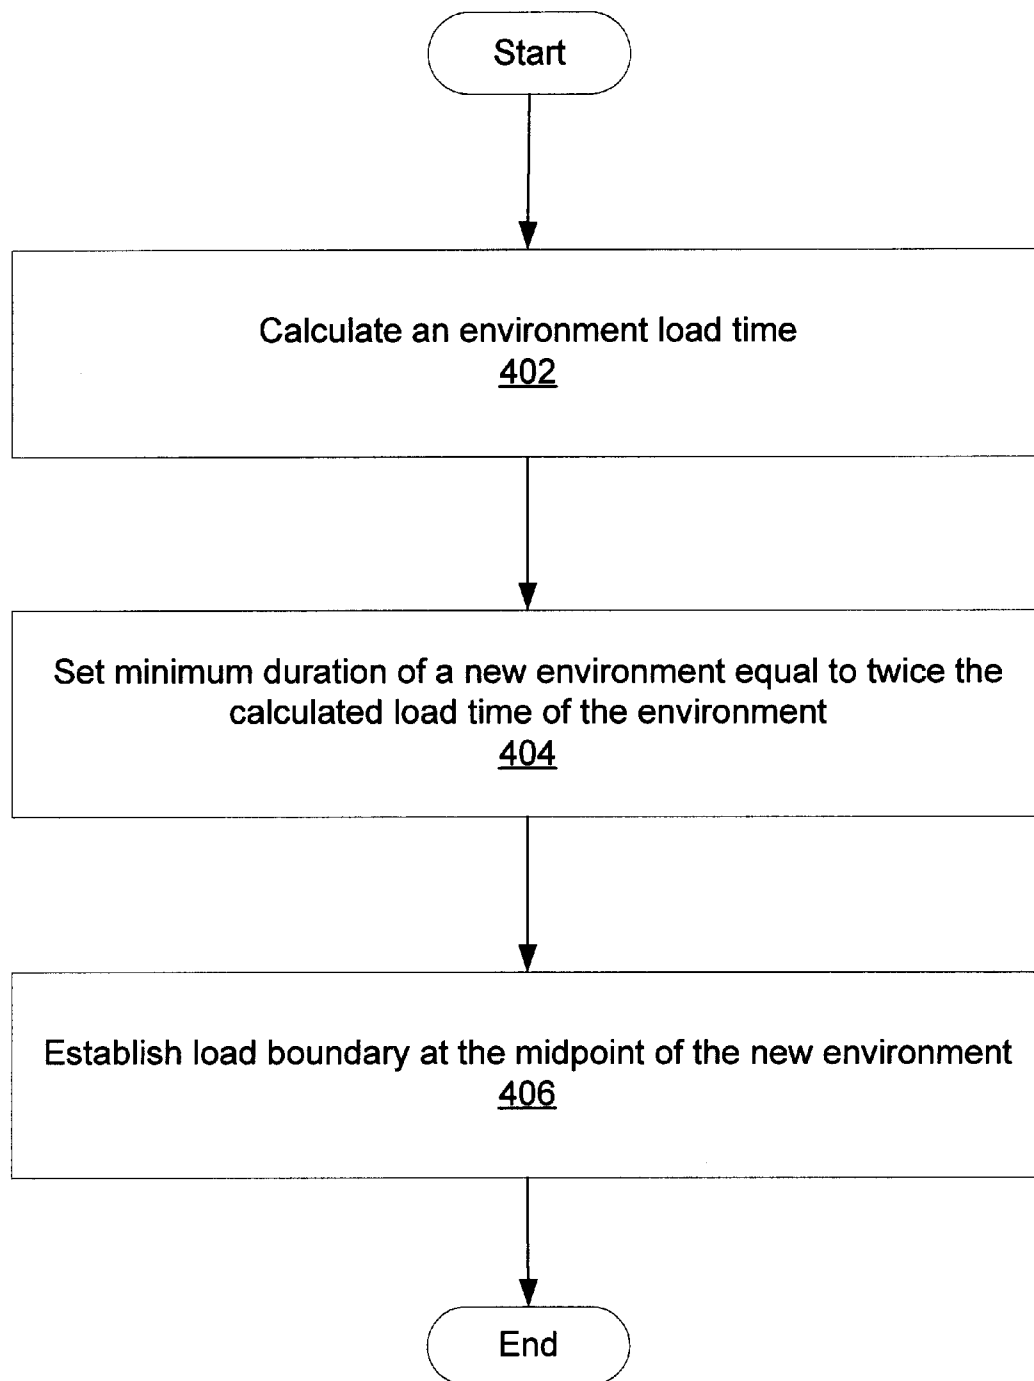 Start
Calculate an environment load time
402
Set minimum duration of a new environment equal to twice the
calculated load time of the environment
404
Establish load boundary at the midpoint of the new environment
406
End